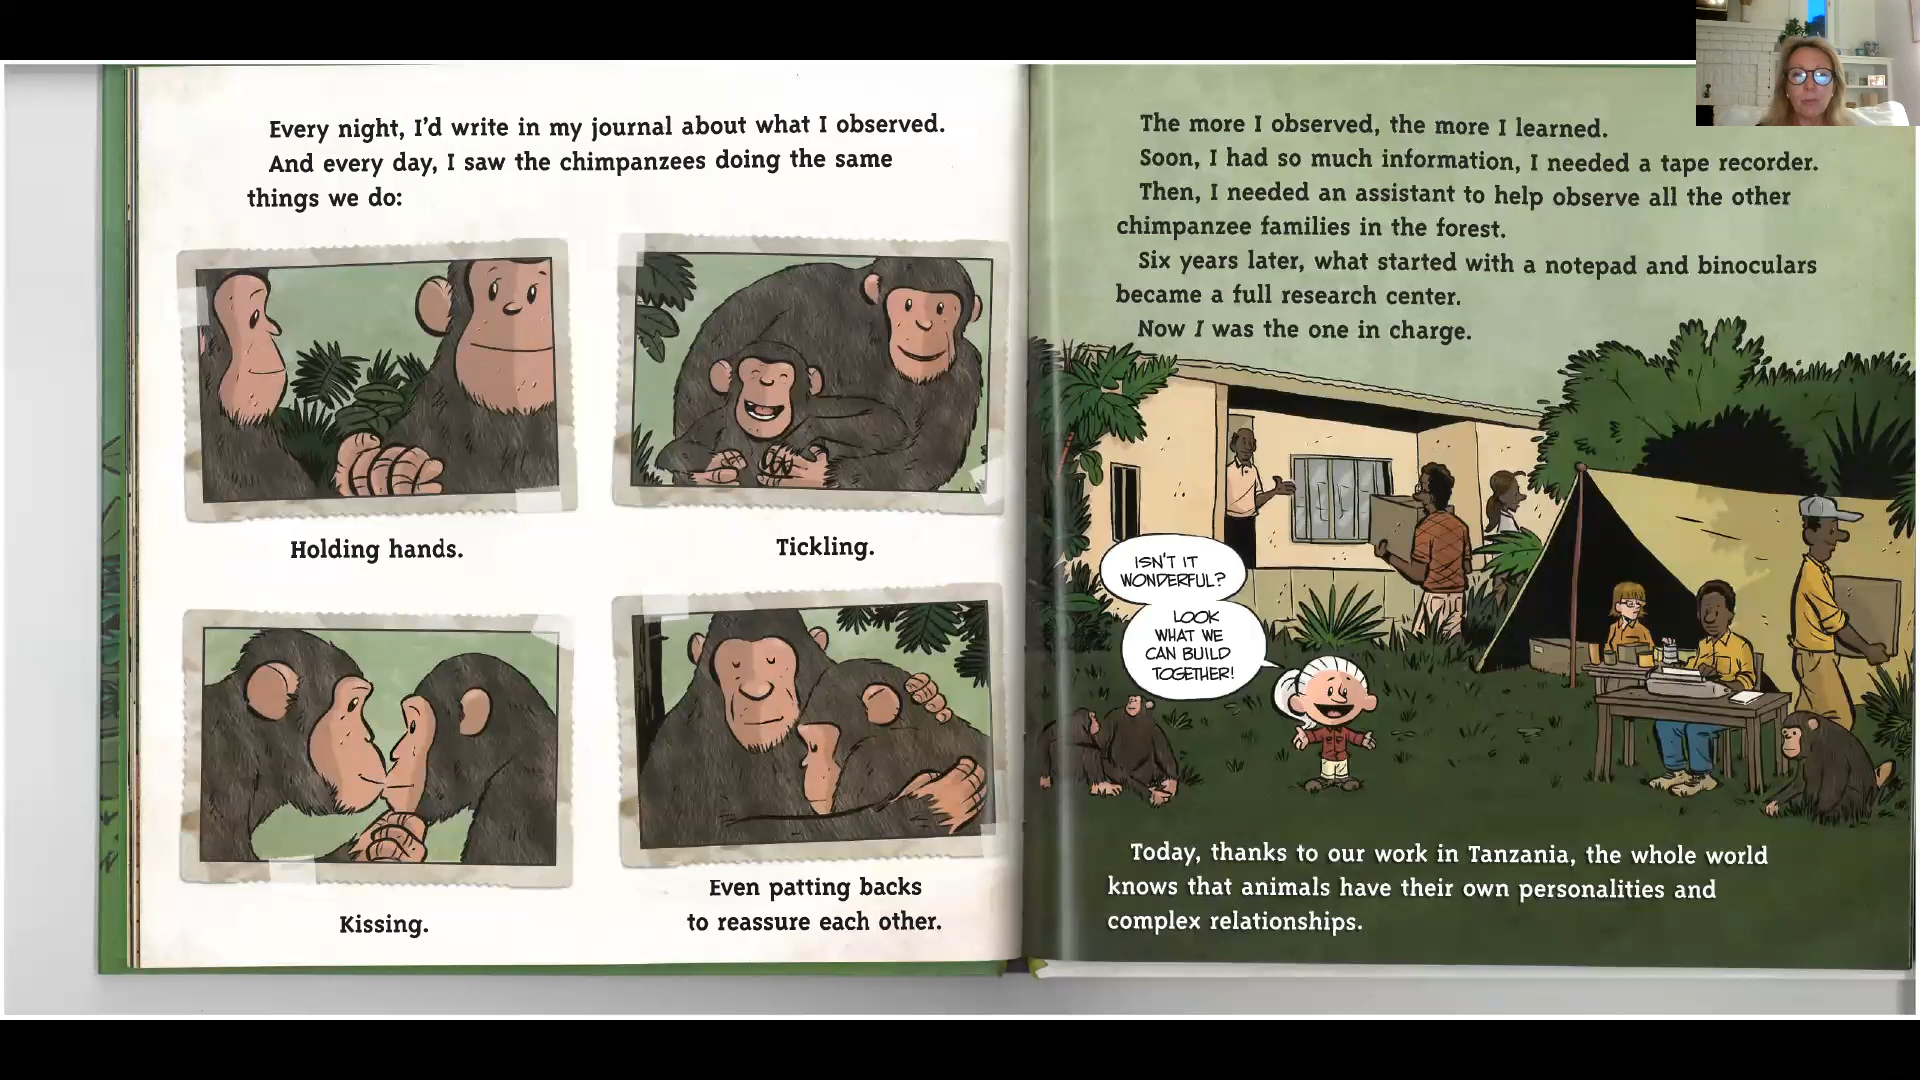 Every night, I'd write in my journal about what I observed.
And every day, I saw the chimpanzees doing the same
things we do:
Holding hands.
Tickling.
Kissing.
Even patting backs
to reassure each other.
The more I observed, the more I learned.
Soon, I had so much information, I needed a tape recorder.
Then, I needed an assistant to help observe all the other
chimpanzee families in the forest.
Six years later, what started with a notepad and binoculars
became a full research center.
Now I was the one in charge.
ISN'T IT
WONDERFUL?
LOOK
WHAT WE
CAN BUILD
TOGETHER!
Today, thanks to our work in Tanzania, the whole world
knows that animals have their own personalities and
complex relationships.